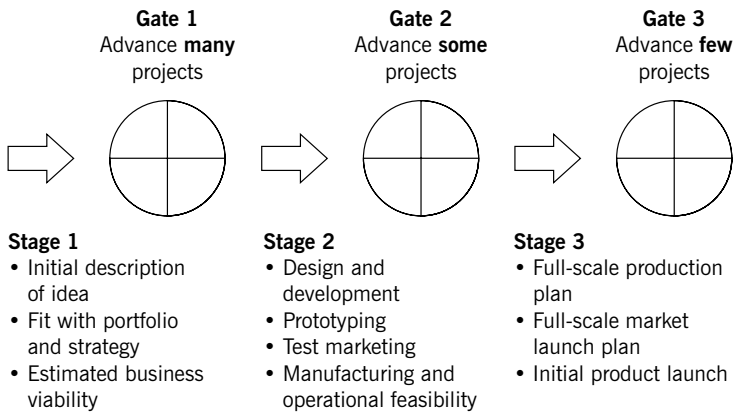 Gate 1
Advance many
projects
Gate 2
Advance some
projects
Gate 3
Advance few
projects
Stage 1
• Initial description
of idea
• Fit with portfolio
and strategy
• Estimated business
viability
Stage 2
• Design and
development
• Prototyping
• Test marketing
• Manufacturing and
operational feasibility
Stage 3
• Full-scale production
plan
• Full-scale market
launch plan
• Initial product launch